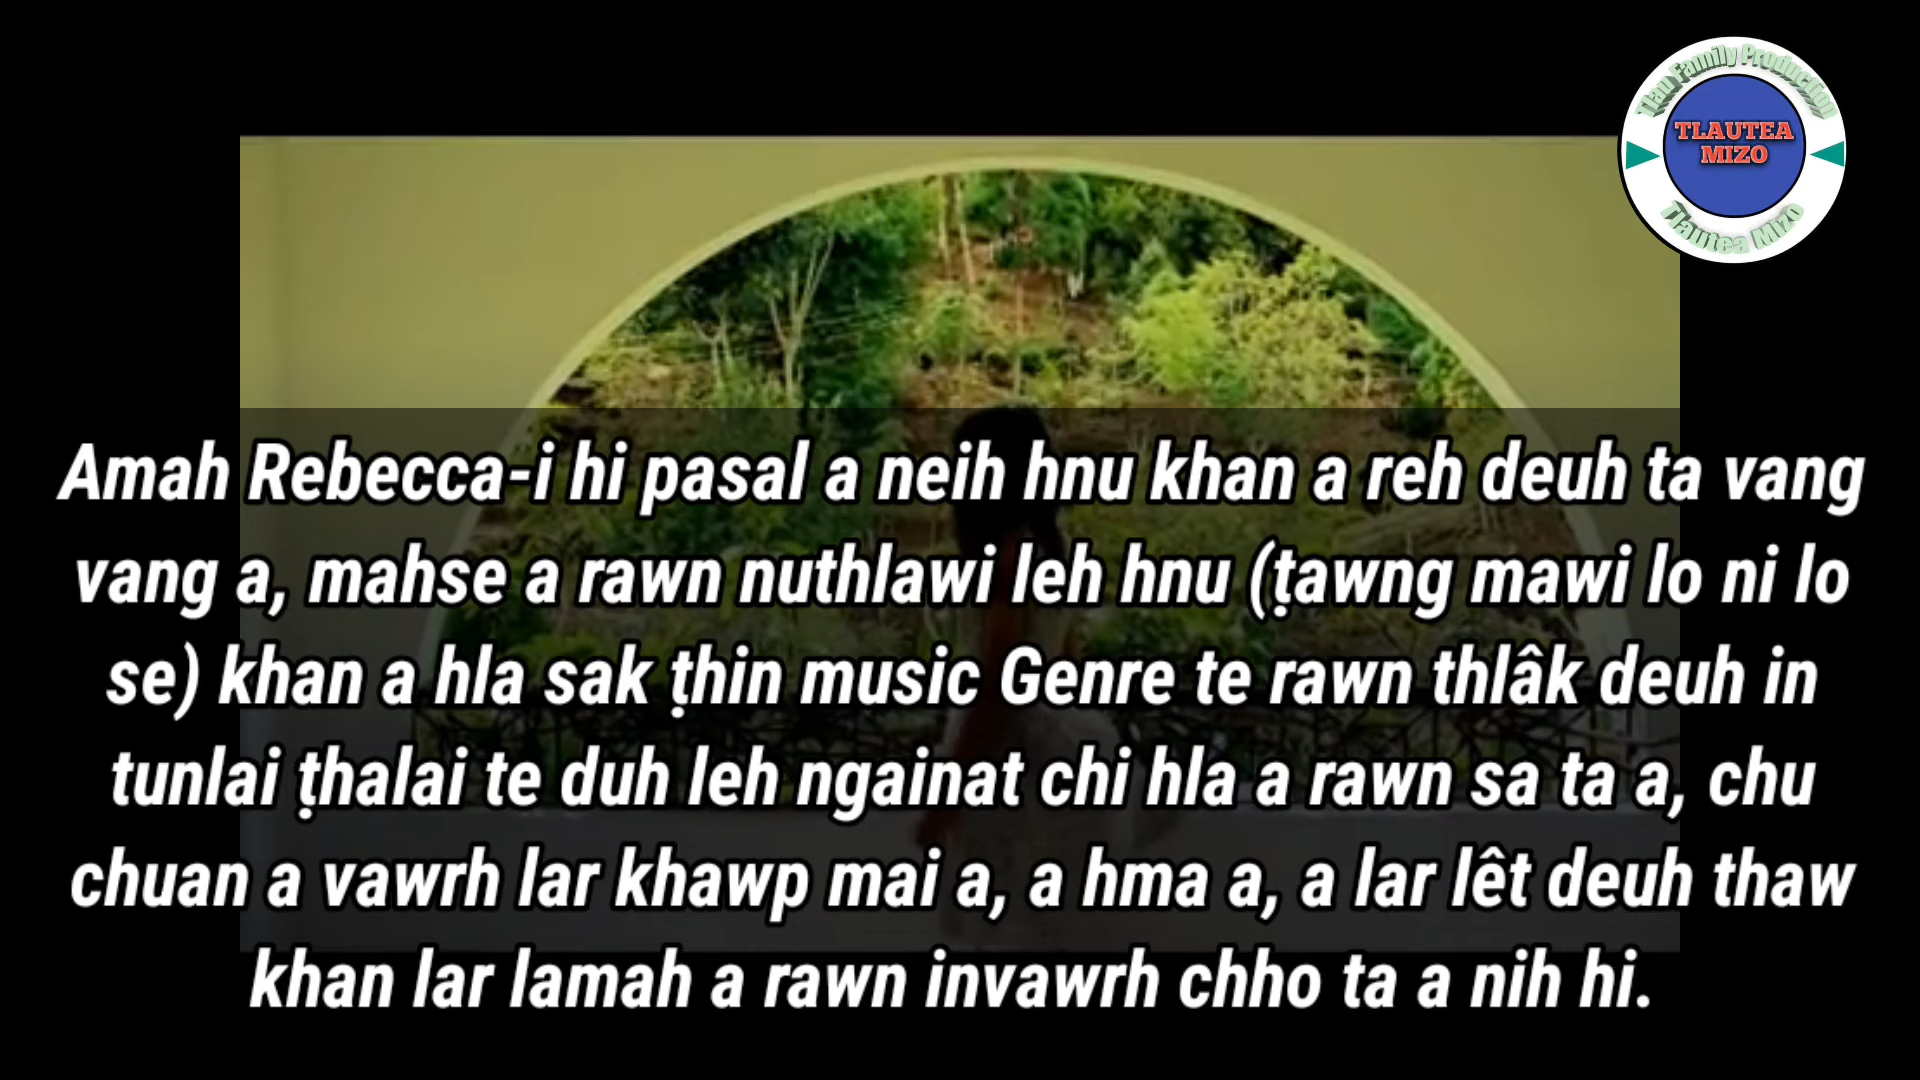 Tlau Family Production
TLAUTEA
MIZO
Tlautea Mizo
Amah Rebecca-i hi pasal a neih hnu khan a reh deuh ta vang
vang a, mahse a rawn nuthlawi leh hnu (ṭawng mawi lo ni lo
se) khan a hla sak ṭhin music Genre te rawn thlâk deuh in
tunlai ṭhalai te duh leh ngainat chi hla a rawn sa ta a, chu
chuan a vawrh lar khawp mai a, a hma a, a lar lêt deuh thaw
khan lar lamah a rawn invawrh chho ta a nih hi.